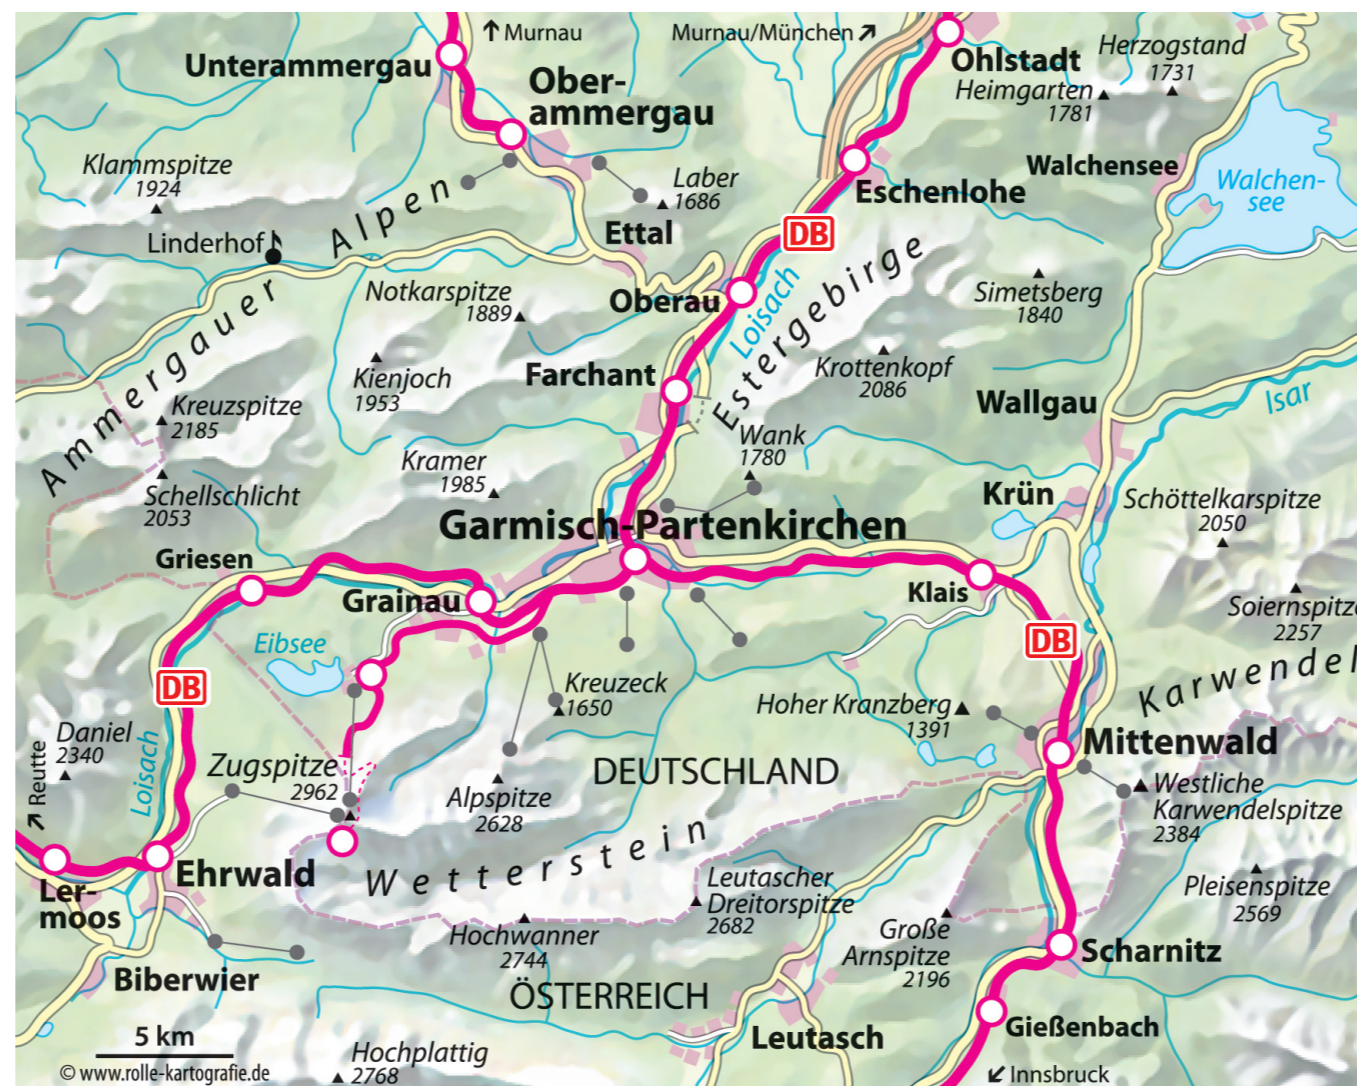 Murnau
Murnau/München
Unterammergau
Ober-
ammergau
Ohlstadt
Herzogstand
1731
Heimgarten
1781
Klammspitze
1924
Laber
1686
Eschenlohe
Walchensee
Walchen-
see
Linderhof
Ettal
DB
Ammergauer Alpen
Notkarspitze
1889
Oberau
Loisach
Estergebirge
Simetsberg
1840
Kienjoch
1953
Farchant
Krottenkopf
2086
Wallgau
Isar
Kreuzspitze
2185
Wank
1780
Kramer
1985
Schellschlicht
2053
Krün
Schöttelkarspitze
2050
Garmisch-Partenkirchen
Griesen
Grainau
Klais
Soiernspitze
2257
Eibsee
DB
DB
Karwendel
Kreuzeck
1650
Hoher Kranzberg
1391
Daniel
2340
Reutte
Loisach
Zugspitze
2962
Alpspitze
2628
DEUTSCHLAND
Mittenwald
Westliche
Karwendelspitze
2384
Wetterstein
Ehrwald
Ler-
moos
Leutascher
Dreitorspitze
2682
Pleisenspitze
2569
Hochwanner
2744
Große
Arnspitze
2196
Scharnitz
Biberwier
ÖSTERREICH
Leutasch
Gießenbach
5 km
Hochplattig
2768
© www.rolle-kartografie.de
Innsbruck